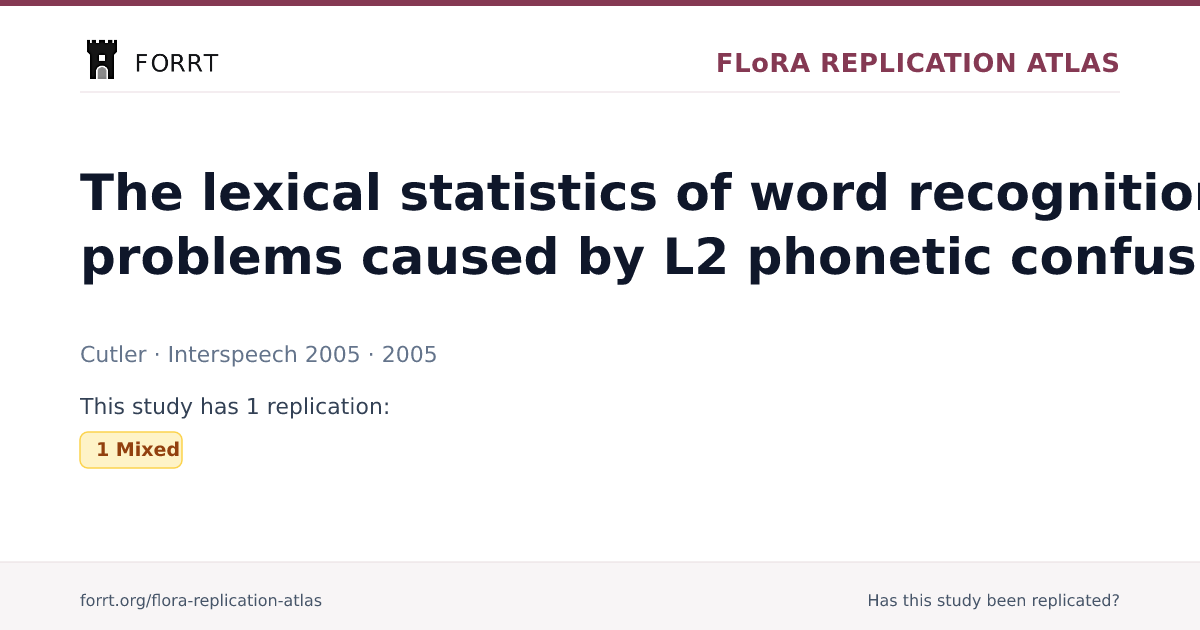 FORRT
FLoRA REPLICATION ATLAS
The lexical statistics of word recognition
problems caused by L2 phonetic confus
Cutler · Interspeech 2005 · 2005
This study has 1 replication:
1 Mixed
forrt.org/flora-replication-atlas
Has this study been replicated?